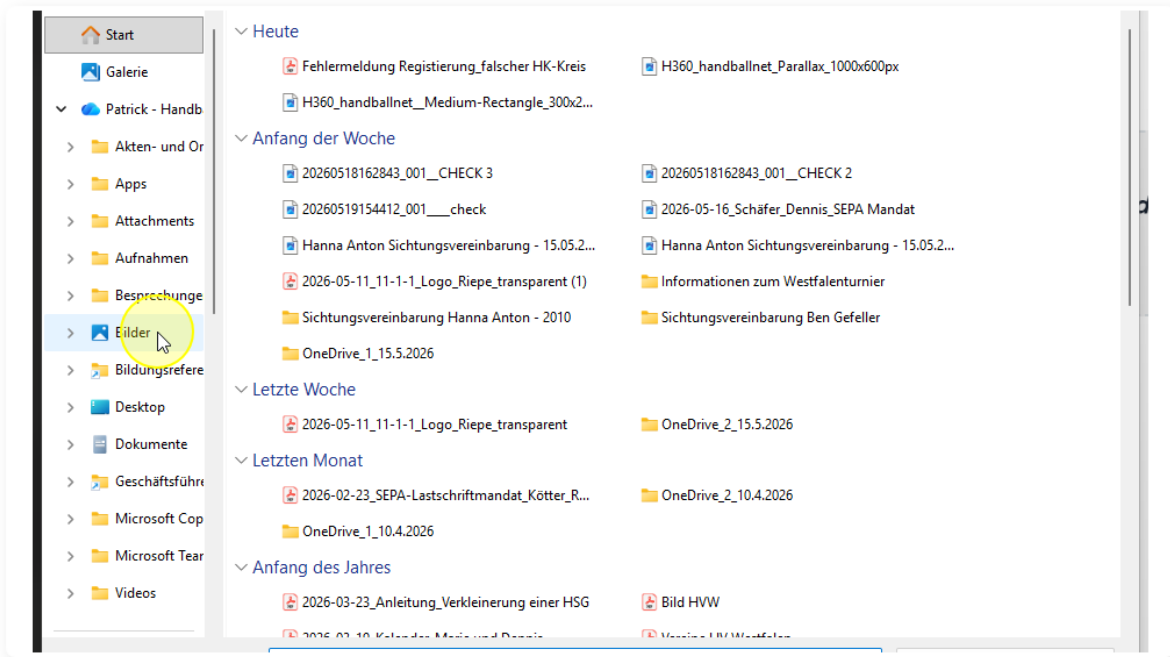 Start
Galerie
Patrick - Handb
Akten- und Or
Apps
Attachments
Aufnahmen
Besprechunge
Bilder
Bildungsrefere
Desktop
Dokumente
Geschäftsführe
Microsoft Cop
Microsoft Tear
Videos
Heute
Fehlermeldung Registierung_falscher HK-Kreis
H360_handballnet_Parallax_1000x600px
H360_handballnet__Medium-Rectangle_300x2...
Anfang der Woche
20260518162843_001__CHECK 3
20260518162843_001__CHECK 2
20260519154412_001____check
2026-05-16_Schäfer_Dennis_SEPA Mandat
Hanna Anton Sichtungsvereinbarung - 15.05.2...
Hanna Anton Sichtungsvereinbarung - 15.05.2...
2026-05-11_11-1-1_Logo_Riepe_transparent (1)
Informationen zum Westfalenturnier
Sichtungsvereinbarung Hanna Anton - 2010
Sichtungsvereinbarung Ben Gefeller
OneDrive_1_15.5.2026
Letzte Woche
2026-05-11_11-1-1_Logo_Riepe_transparent
OneDrive_2_15.5.2026
Letzten Monat
2026-02-23_SEPA-Lastschriftmandat_Kötter_R...
OneDrive_2_10.4.2026
OneDrive_1_10.4.2026
Anfang des Jahres
2026-03-23_Anleitung_Verkleinerung einer HSG
Bild HVW